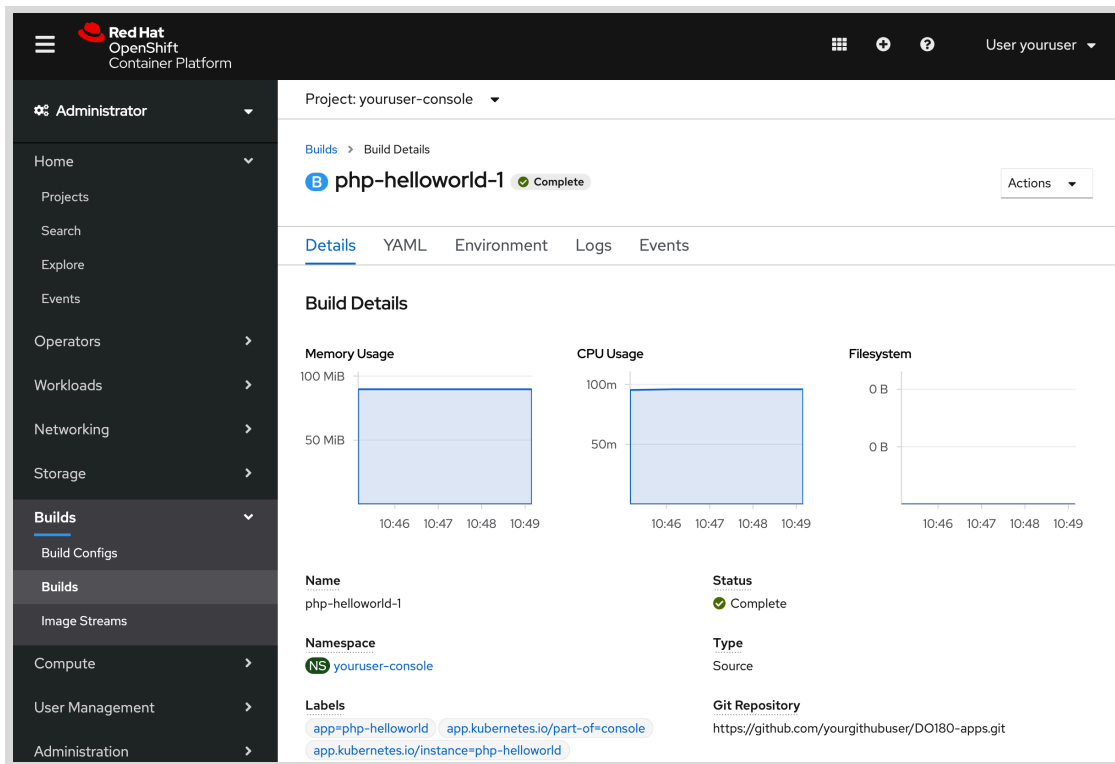 Red Hat
OpenShift
Container Platform
User youruser
Administrator
Home
Projects
Search
Explore
Events
Operators
Workloads
Networking
Storage
Builds
Build Configs
Builds
Image Streams
Compute
User Management
Administration
Project: youruser-console
Builds > Build Details
B php-helloworld-1 Complete
Actions
Details YAML Environment Logs Events
Build Details
Memory Usage
100 MiB
50 MiB
10:46 10:47 10:48 10:49
CPU Usage
100m
50m
10:46 10:47 10:48 10:49
Filesystem
0 B
0 B
10:46 10:47 10:48 10:49
Name
php-helloworld-1
Namespace
NS youruser-console
Labels
app=php-helloworld app.kubernetes.io/part-of=console
app.kubernetes.io/instance=php-helloworld
Status
Complete
Type
Source
Git Repository
https://github.com/yourgithubuser/DO180-apps.git